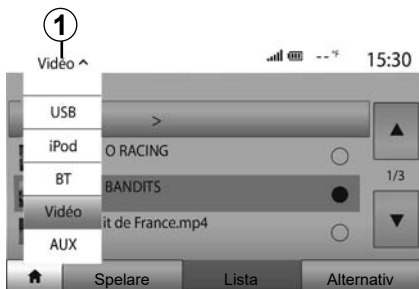 1
Vidéo ^
--°F
15:30
USB
>
iPod
O RACING
BT
BANDITS
1/3
Vidéo
it de France.mp4
AUX
Spelare
Lista
Alternativ